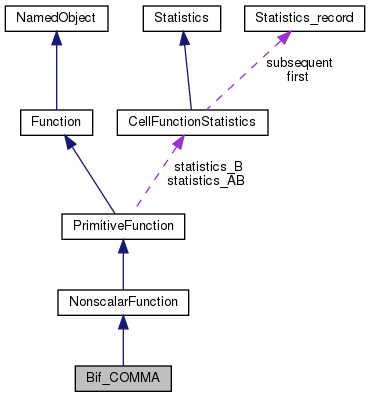 NamedObject
Statistics
Statistics_record
subsequent
first
Function
CellFunctionStatistics
statistics_B
statistics_AB
PrimitiveFunction
NonscalarFunction
Bif_COMMA